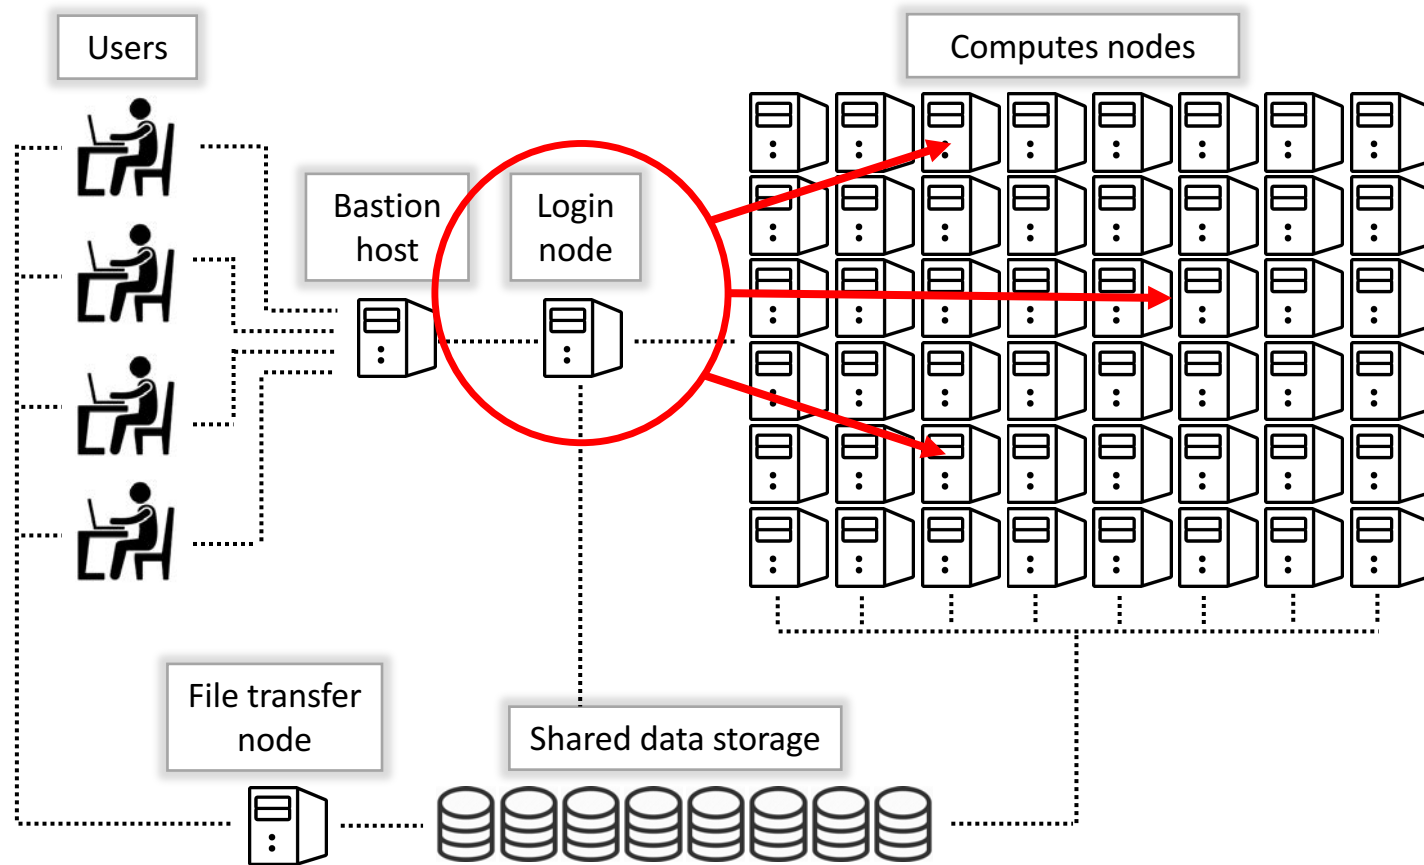 Users
Computes nodes
Bastion
host
Login
node
File transfer
node
Shared data storage